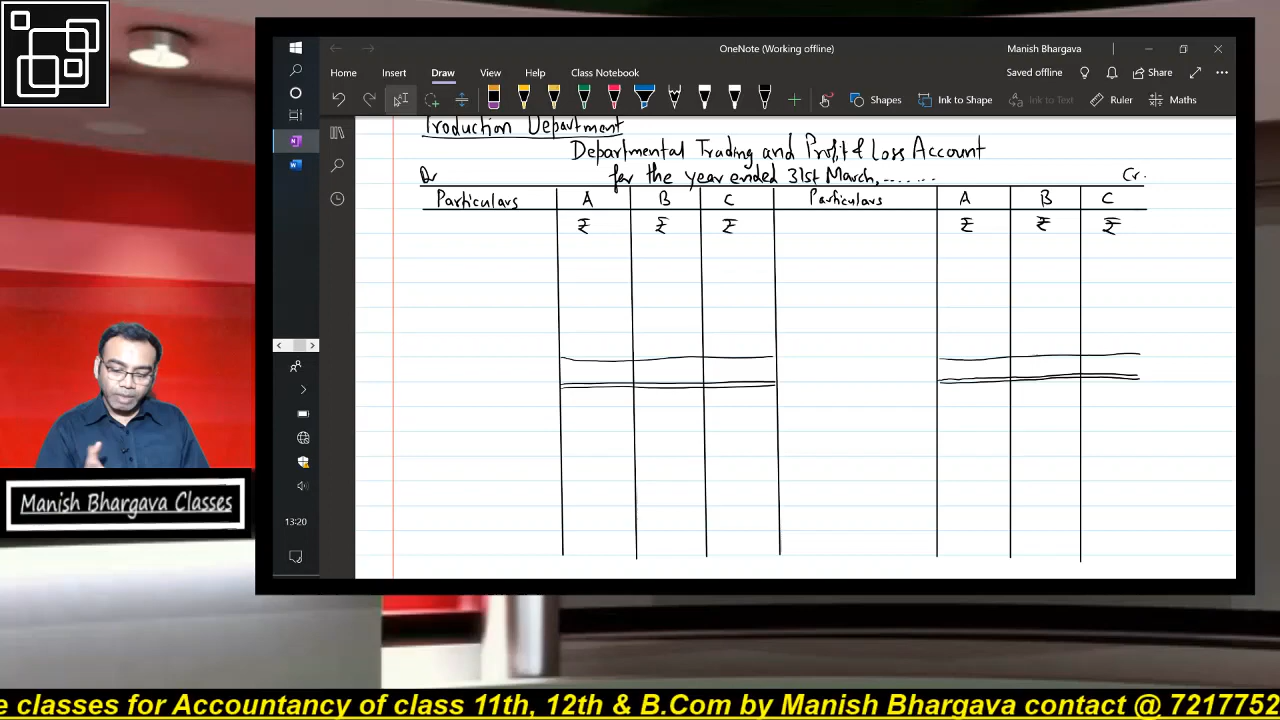 OneNote (Working offline)
Manish Bhargava
Home Insert Draw View Help Class Notebook
Saved offline
Share
Shapes
Ink to Shape
Ink to Text
Ruler
Maths
Production Department
Departmental Trading and Profit & Loss Account
for the year ended 31st March,.......
Dr
Cr.
Particulars A B C Particulars A B C
₹ ₹ ₹ ₹ ₹ ₹
Manish Bhargava Classes
13:20
e classes for Accountancy of class 11th, 12th & B.Com by Manish Bhargava contact @ 7217752